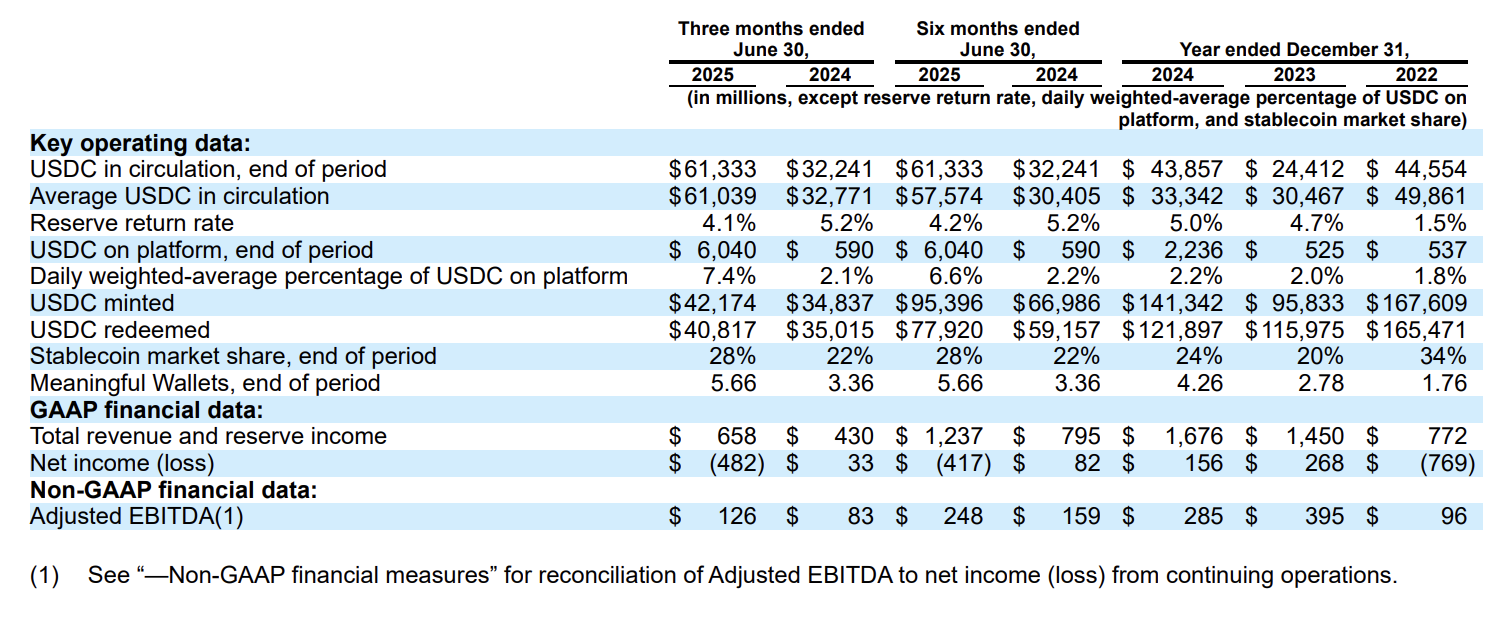 Three months ended June 30, Six months ended June 30, Year ended December 31,
2025 2024 2025 2024 2024 2023 2022
(in millions, except reserve return rate, daily weighted-average percentage of USDC on
platform, and stablecoin market share)
Key operating data:
USDC in circulation, end of period $61,333 $32,241 $61,333 $32,241 $ 43,857 $ 24,412 $ 44,554
Average USDC in circulation $61,039 $32,771 $57,574 $30,405 $ 33,342 $ 30,467 $ 49,861
Reserve return rate 4.1% 5.2% 4.2% 5.2% 5.0% 4.7% 1.5%
USDC on platform, end of period $ 6,040 $ 590 $ 6,040 $ 590 $ 2,236 $ 525 $ 537
Daily weighted-average percentage of USDC on platform 7.4% 2.1% 6.6% 2.2% 2.2% 2.0% 1.8%
USDC minted $42,174 $34,837 $95,396 $66,986 $141,342 $ 95,833 $167,609
USDC redeemed $40,817 $35,015 $77,920 $59,157 $121,897 $115,975 $165,471
Stablecoin market share, end of period 28% 22% 28% 22% 24% 20% 34%
Meaningful Wallets, end of period 5.66 3.36 5.66 3.36 4.26 2.78 1.76
GAAP financial data:
Total revenue and reserve income $ 658 $ 430 $ 1,237 $ 795 $ 1,676 $ 1,450 $ 772
Net income (loss) $ (482) $ 33 $ (417) $ 82 $ 156 $ 268 $ (769)
Non-GAAP financial data:
Adjusted EBITDA(1) $ 126 $ 83 $ 248 $ 159 $ 285 $ 395 $ 96
(1) See “—Non-GAAP financial measures” for reconciliation of Adjusted EBITDA to net income (loss) from continuing operations.